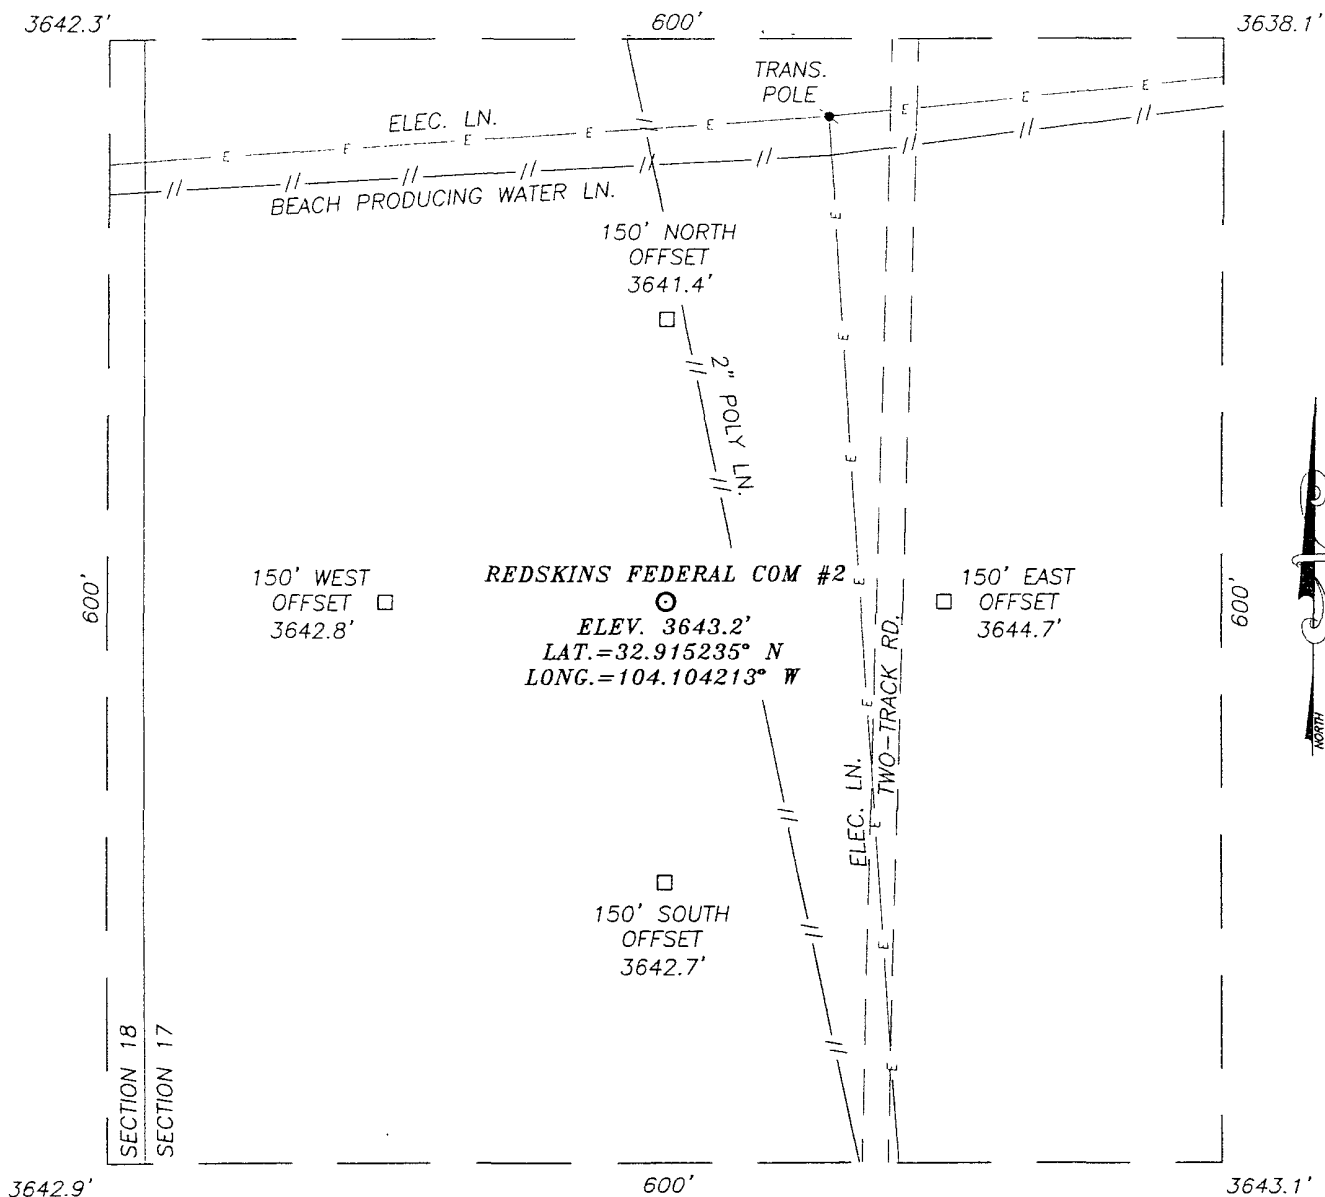 3642.3'
600'
3638.1'
TRANS.
POLE
ELEC. LN.
E E E E E E E E
BEACH PRODUCING WATER LN.
150' NORTH
OFFSET
3641.4'
2" POLY LN.
E
E
E
REDSKINS FEDERAL COM #2
E
ELEV. 3643.2'
LAT.=32.915235° N
LONG.=104.104213° W
150' WEST
OFFSET
3642.8'
150' EAST
OFFSET
3644.7'
600'
600'
E
TWO-TRACK RD.
ELEC. LN.
E
NORTH
150' SOUTH
OFFSET
3642.7'
E
E
SECTION 18
SECTION 17
3642.9'
600'
3643.1'